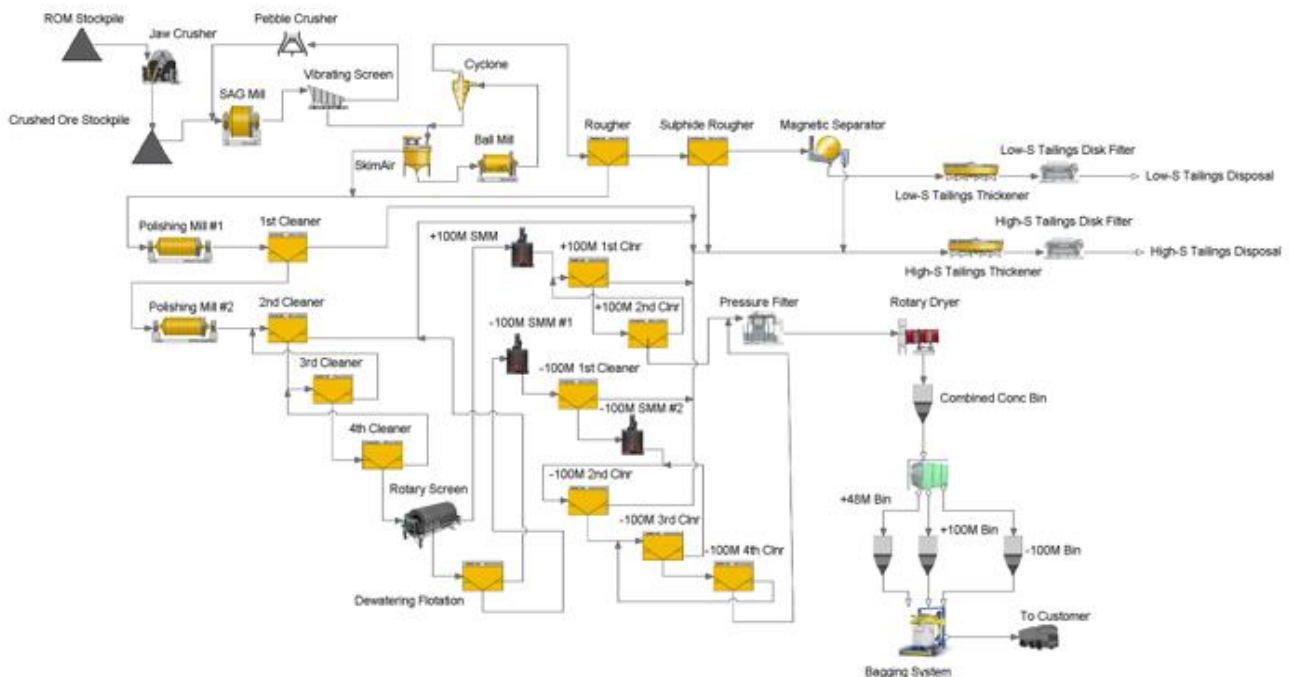 ROM Stockpile
Jaw Crusher
Pebble Crusher
Vibrating Screen
SAG Mill
Crushed Ore Stockpile
Cyclone
SkimAir
Ball Mill
Rougher
Sulphide Rougher
Magnetic Separator
Low-S Tailings Disk Filter
Low-S Tailings Disposal
Low-S Tailings Thickener
High-S Tailings Disk Filter
High-S Tailings Disposal
High-S Tailings Thickener
Polishing Mill #1
1st Cleaner
+100M SMM
+100M 1st Clnr
+100M 2nd Clnr
Pressure Filter
Rotary Dryer
Polishing Mill #2
2nd Cleaner
-100M SMM #1
3rd Cleaner
-100M 1st Cleaner
-100M SMM #2
Combined Conc Bin
4th Cleaner
Rotary Screen
-100M 2nd Clnr
-100M 3rd Clnr
-100M 4th Clnr
Dewatering Flotation
+48M Bin
+100M Bin
-100M Bin
To Customer
Bagging System